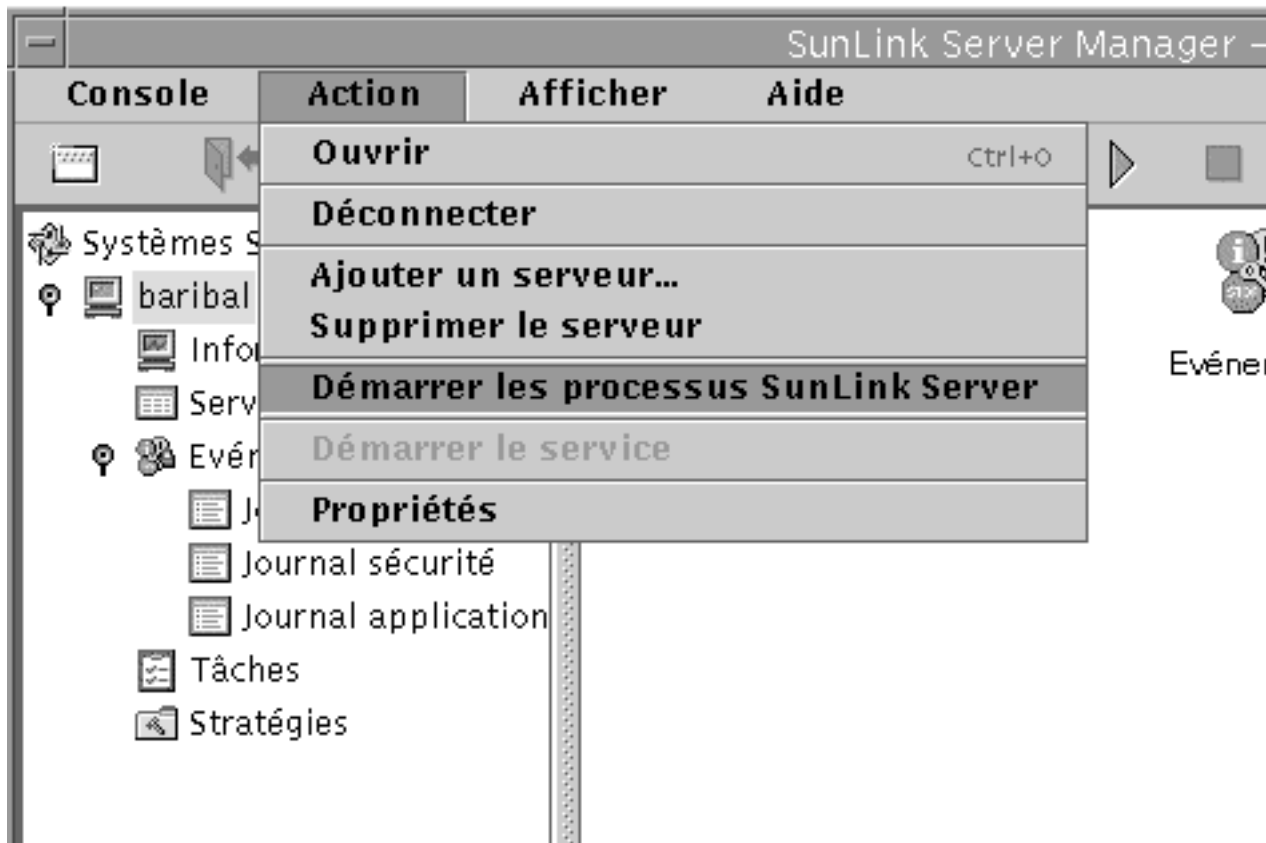 SunLink Server Manager –
Console Action Afficher Aide
Ouvrir Ctrl+O
Déconnecter
Ajouter un serveur...
Supprimer le serveur
Démarrer les processus SunLink Server
Démarrer le service
Propriétés
Systèmes
baribal
Journal sécurité
Journal application
Tâches
Stratégies